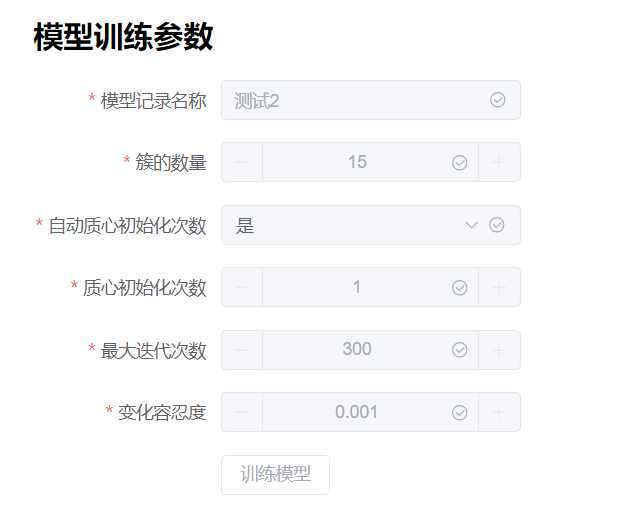 模型训练参数
* 模型记录名称 测试2
* 簇的数量 15
* 自动质心初始化次数 是
* 质心初始化次数 1
* 最大迭代次数 300
* 变化容忍度 0.001
训练模型